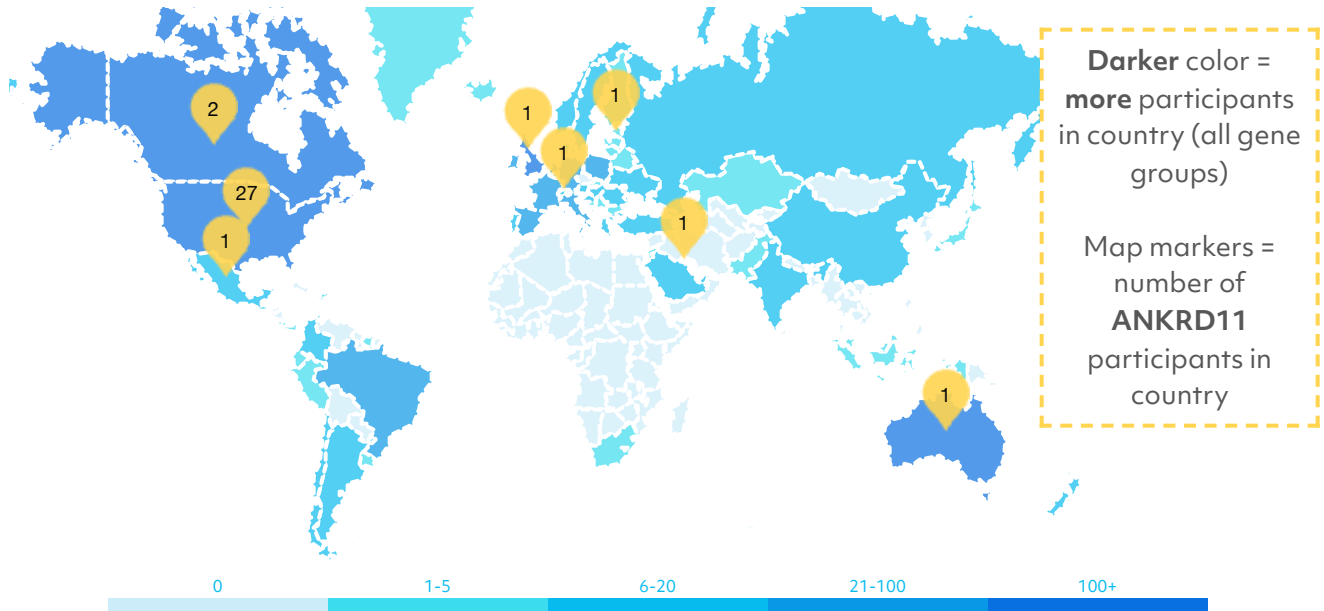 Darker color =
more participants
in country (all gene
groups)
Map markers =
number of
ANKRD11
participants in
country
2
27
1
1
1
1
1
1
0 1-5 6-20 21-100 100+